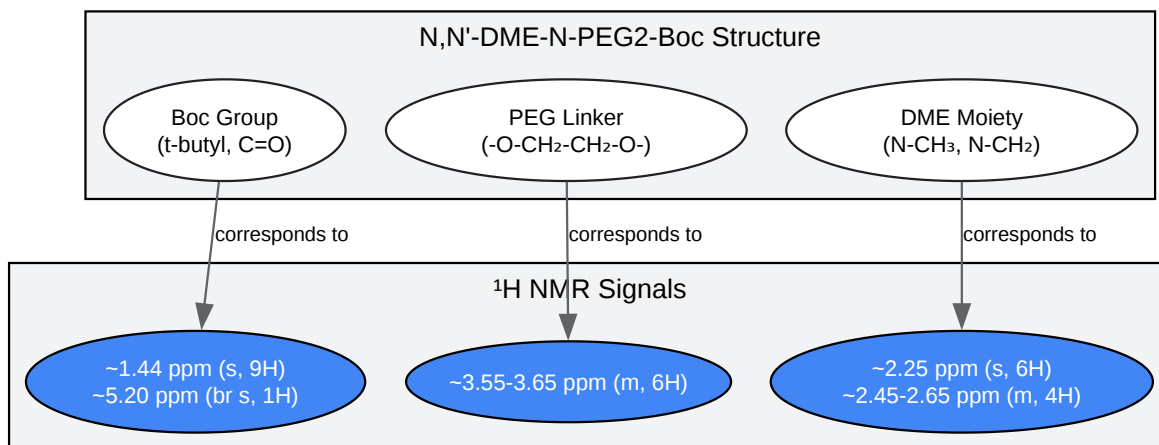 N,N'-DME-N-PEG2-Boc Structure
Boc Group
(t-butyl, C=O)
PEG Linker
(-O-CH₂-CH₂-O-)
DME Moiety
(N-CH₃, N-CH₂)
corresponds to
corresponds to
corresponds to
¹H NMR Signals
~1.44 ppm (s, 9H)
~5.20 ppm (br s, 1H)
~3.55-3.65 ppm (m, 6H)
~2.25 ppm (s, 6H)
~2.45-2.65 ppm (m, 4H)